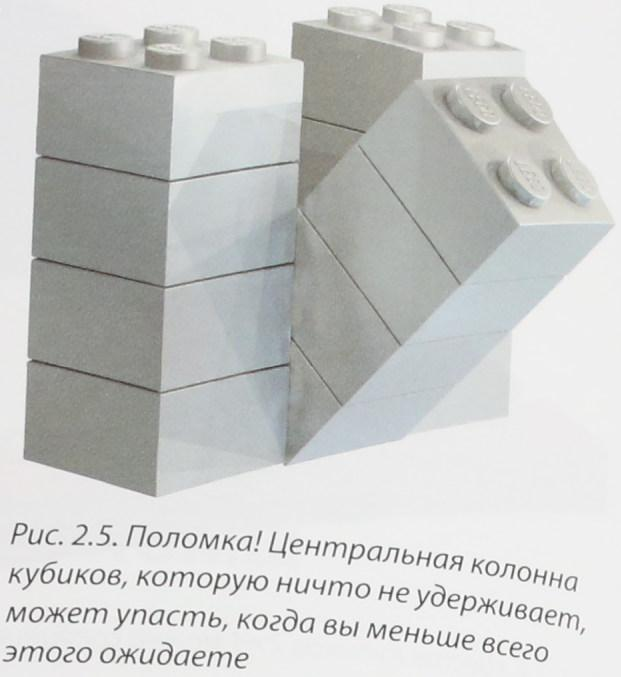 Рис. 2.5. Поломка! Центральная колонна
кубиков, которую ничто не удерживает,
может упасть, когда вы меньше всего
этого ожидаете